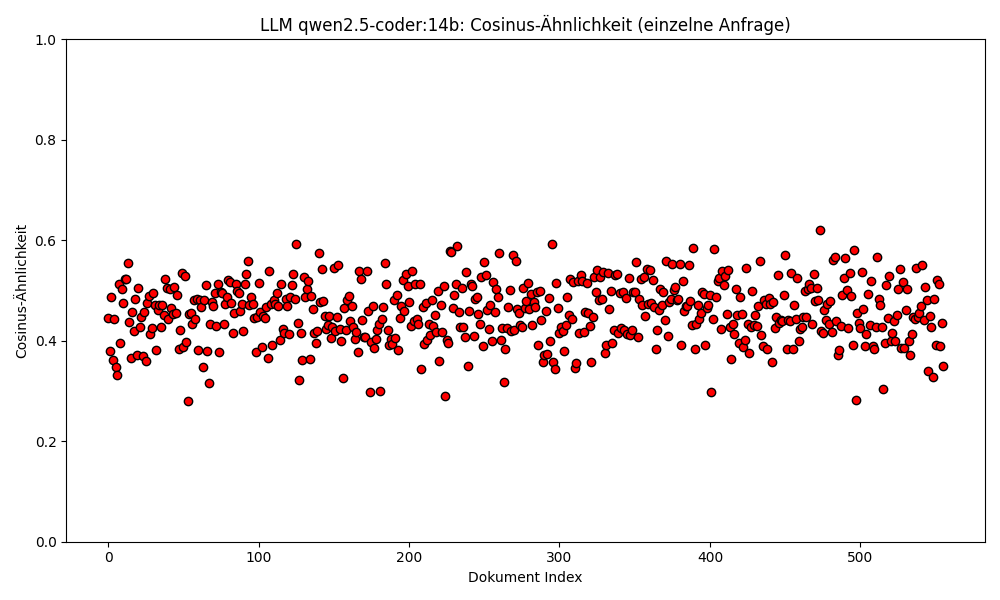 LLM qwen2.5-coder:14b: Cosinus-Ähnlichkeit (einzelne Anfrage)
1.0
0.8
0.6
0.4
0.2
0.0
Cosinus-Ähnlichkeit
0 100 200 300 400 500
Dokument Index